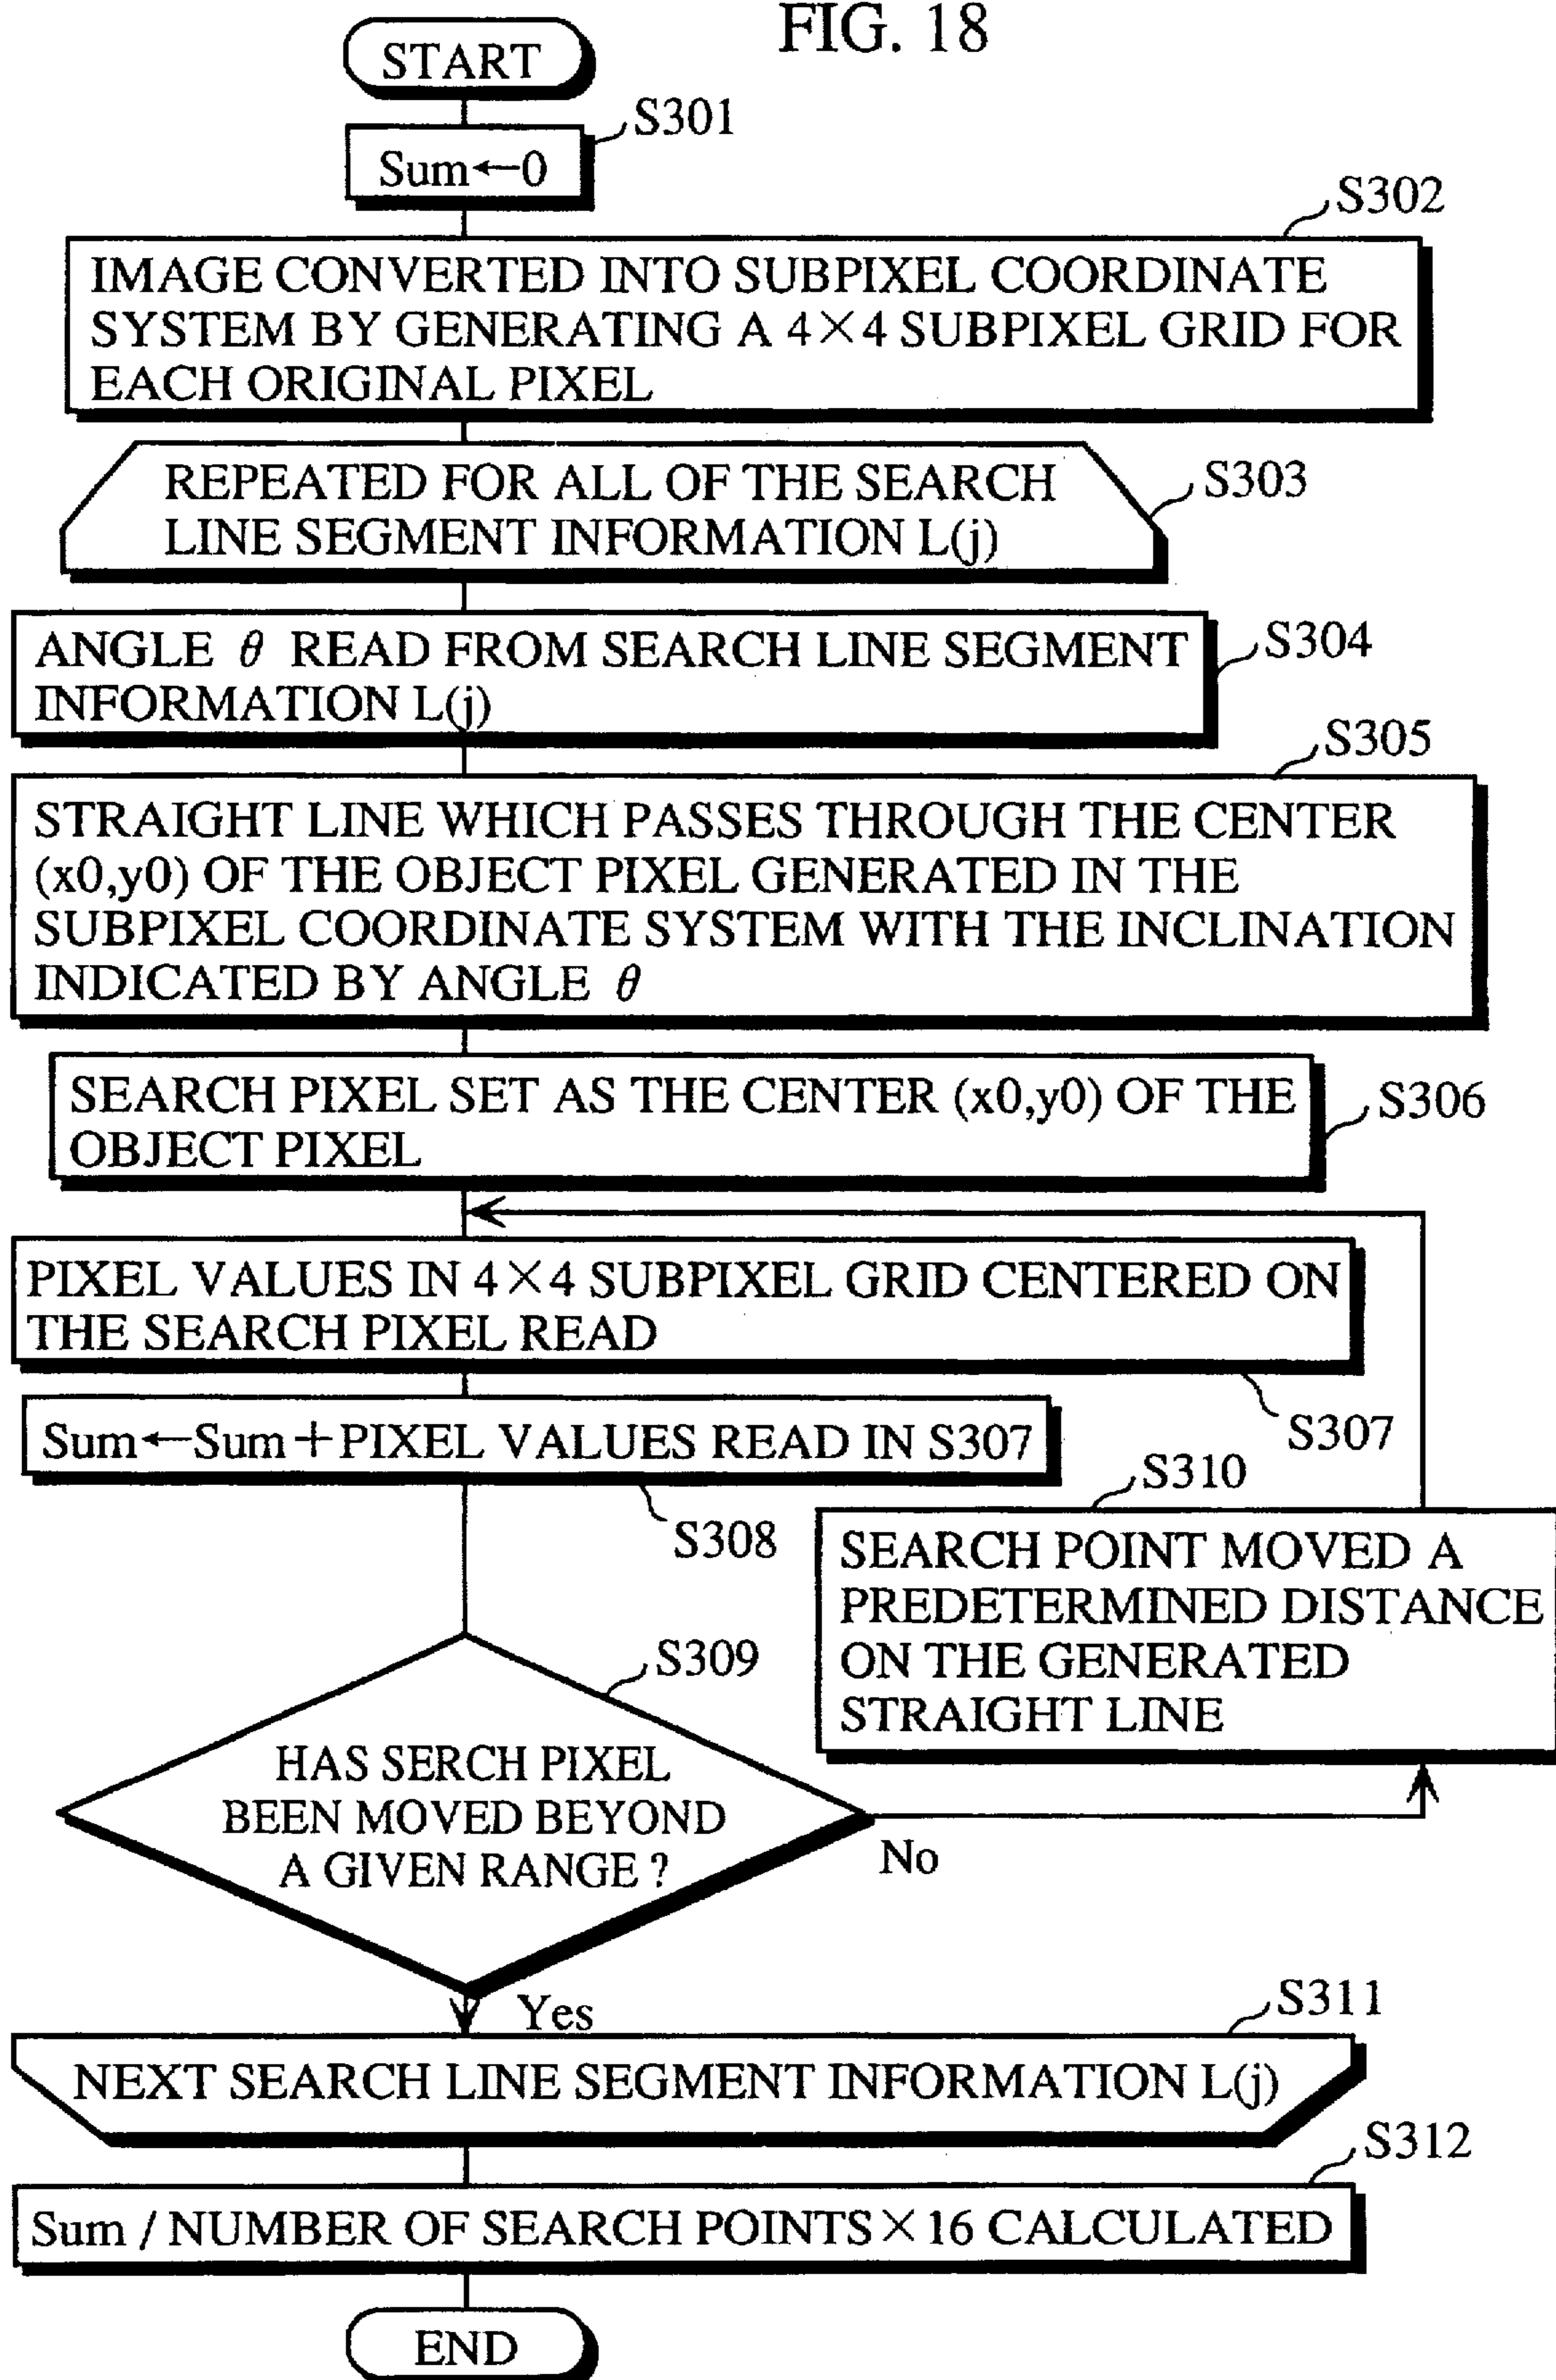 FIG. 18
START
S301
Sum←0
S302
IMAGE CONVERTED INTO SUBPIXEL COORDINATE
SYSTEM BY GENERATING A 4×4 SUBPIXEL GRID FOR
EACH ORIGINAL PIXEL
REPEATED FOR ALL OF THE SEARCH
LINE SEGMENT INFORMATION L(j)
S303
ANGLE θ READ FROM SEARCH LINE SEGMENT
INFORMATION L(j)
S304
S305
STRAIGHT LINE WHICH PASSES THROUGH THE CENTER
(x0,y0) OF THE OBJECT PIXEL GENERATED IN THE
SUBPIXEL COORDINATE SYSTEM WITH THE INCLINATION
INDICATED BY ANGLE θ
SEARCH PIXEL SET AS THE CENTER (x0,y0) OF THE
OBJECT PIXEL
S306
PIXEL VALUES IN 4×4 SUBPIXEL GRID CENTERED ON
THE SEARCH PIXEL READ
S307
Sum←Sum+PIXEL VALUES READ IN S307
S308
S310
SEARCH POINT MOVED A
PREDETERMINED DISTANCE
ON THE GENERATED
STRAIGHT LINE
S309
HAS SERCH PIXEL
BEEN MOVED BEYOND
A GIVEN RANGE?
No
Yes
S311
NEXT SEARCH LINE SEGMENT INFORMATION L(j)
S312
Sum / NUMBER OF SEARCH POINTS×16 CALCULATED
END